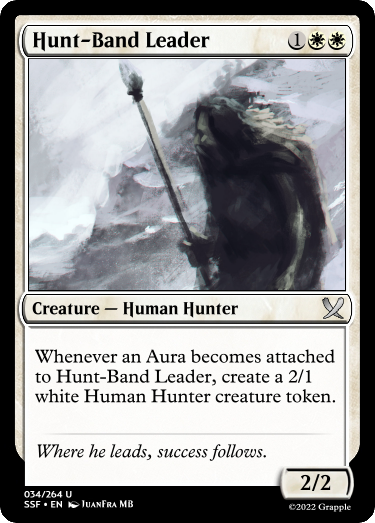 Hunt-Band Leader 1
Creature — Human Hunter
Whenever an Aura becomes attached
to Hunt-Band Leader, create a 2/1
white Human Hunter creature token.
Where he leads, success follows.
2/2
034/264 U
SSF • EN JuanFra MB
©2022 Grapple